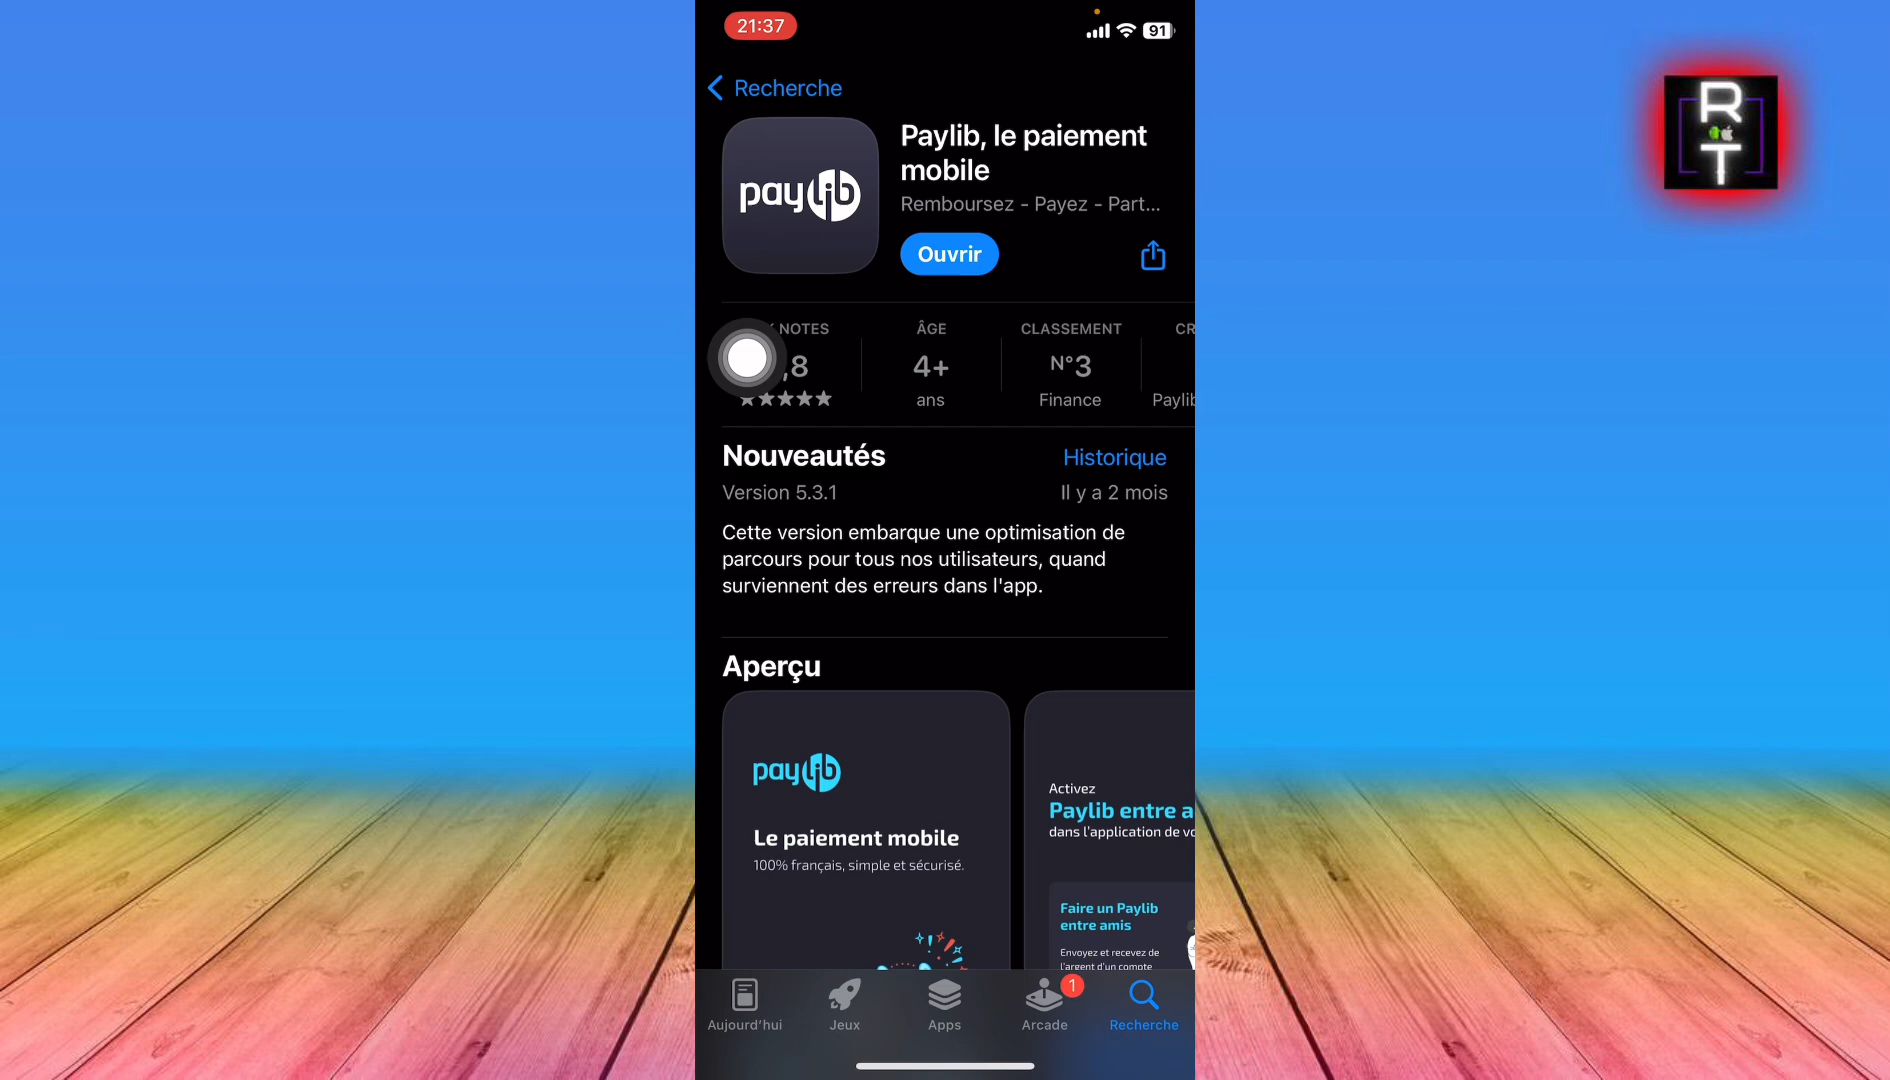 21:37
91
Recherche
paylib
Paylib, le paiement
mobile
Remboursez - Payez - Part...
Ouvrir
NOTES
,8
ÂGE
4+
ans
CLASSEMENT
N°3
Finance
CR
Paylib
Nouveautés
Historique
Version 5.3.1
Il y a 2 mois
Cette version embarque une optimisation de
parcours pour tous nos utilisateurs, quand
surviennent des erreurs dans l'app.
Aperçu
paylib
Le paiement mobile
100% français, simple et sécurisé.
Activez
Paylib entre a
dans l'application de vo
Faire un Paylib
entre amis
Envoyez et recevez de
l'argent d'un compte
Aujourd'hui
Jeux
Apps
1
Arcade
Recherche
R
T